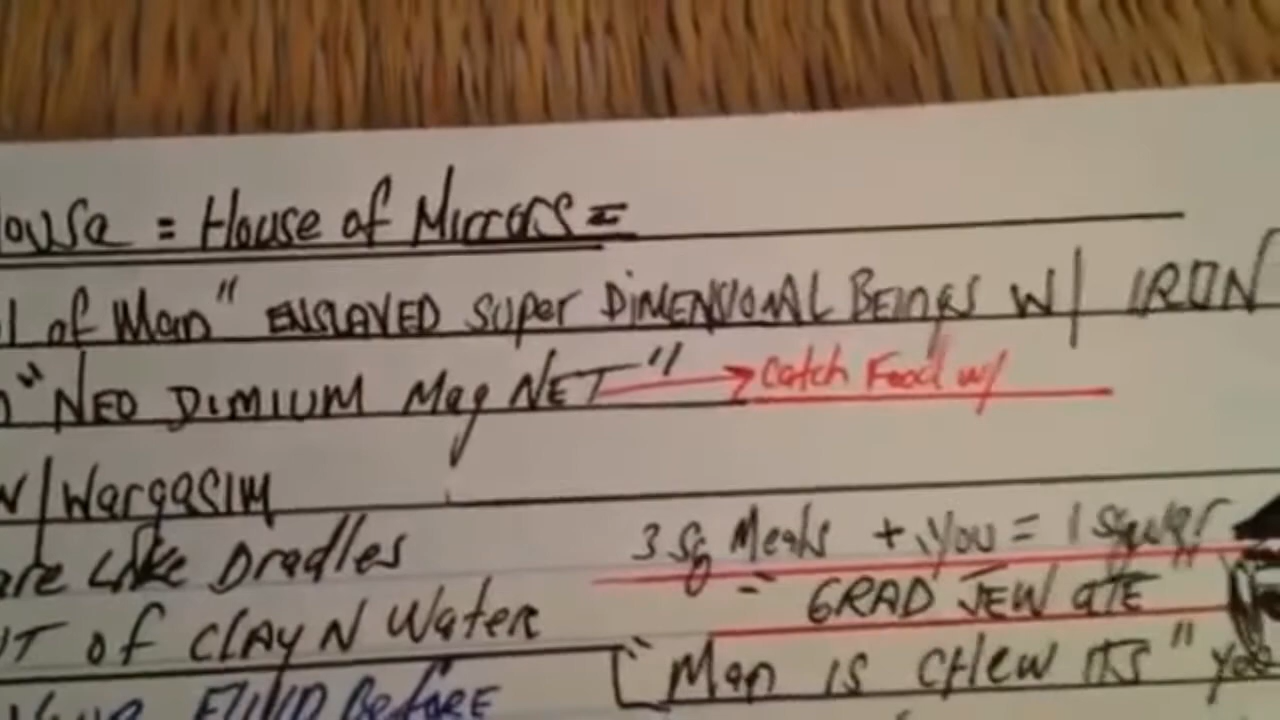 ouse = House of Mirrors =
l of Man" ENSLAVED SUPER DIMENSIONAL BEINGS W/ IRON
"NEO DIMIUM Mag NET" → Catch Food w/
W/Wargasim
are Like Dradles
3 Sq Meals + you = 1 Squar
= GRAD JEW ATE
T of CLAY N Water
"Man is CHEW ITS" you
FLUID Before